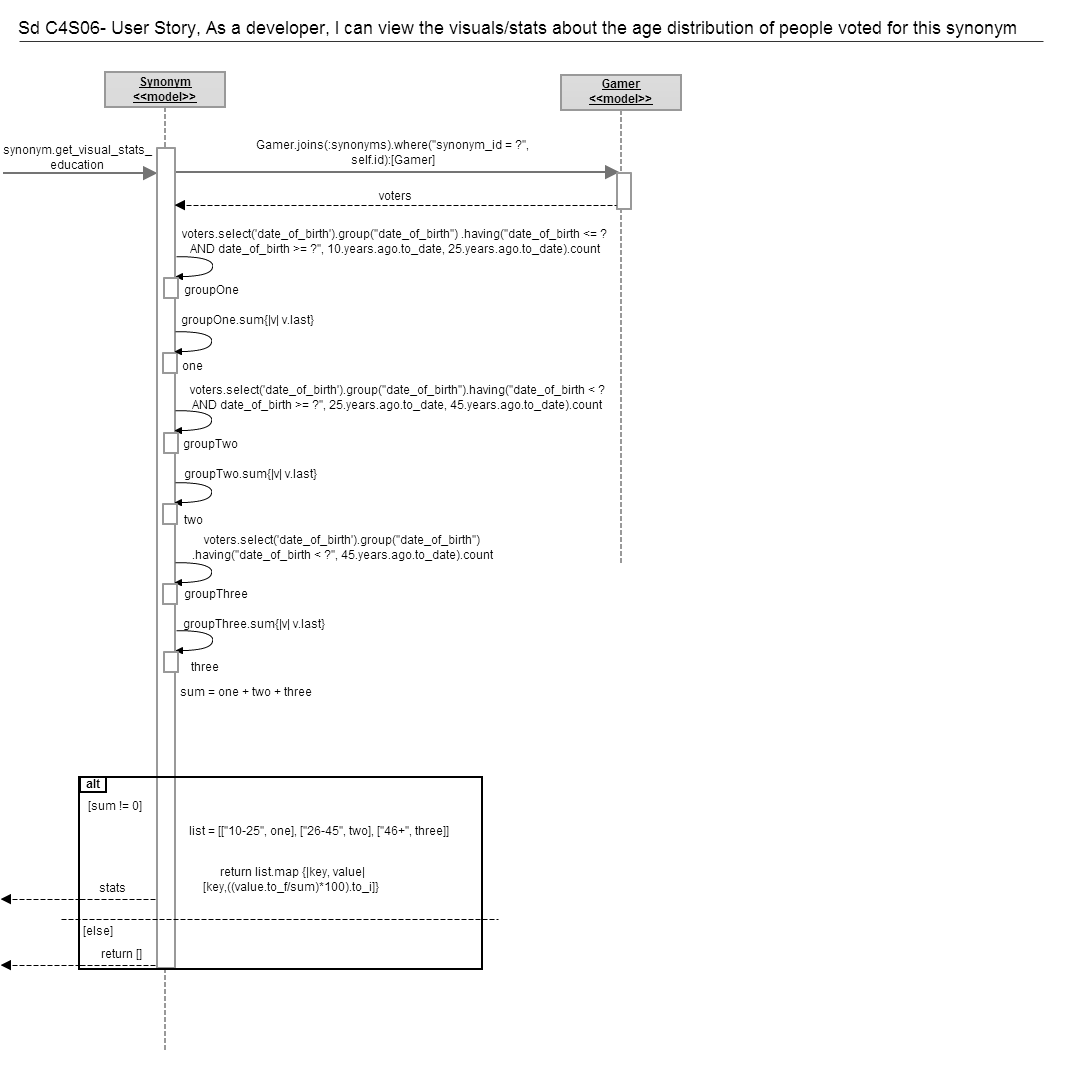 Sd C4S06- User Story, As a developer, I can view the visuals/stats about the age distribution of people voted for this synonym
Synonym
<<model>>
Gamer
<<model>>
synonym.get_visual_stats_
education
Gamer.joins(:synonyms).where("synonym_id = ?",
self.id):[Gamer]
voters
voters.select('date_of_birth').group("date_of_birth") .having("date_of_birth <= ?
AND date_of_birth >= ?", 10.years.ago.to_date, 25.years.ago.to_date).count
groupOne
groupOne.sum{|v| v.last}
one
voters.select('date_of_birth').group("date_of_birth").having("date_of_birth < ?
AND date_of_birth >= ?", 25.years.ago.to_date, 45.years.ago.to_date).count
groupTwo
groupTwo.sum{|v| v.last}
two
voters.select('date_of_birth').group("date_of_birth")
.having("date_of_birth < ?", 45.years.ago.to_date).count
groupThree
groupThree.sum{|v| v.last}
three
sum = one + two + three
alt
[sum != 0]
list = [["10-25", one], ["26-45", two], ["46+", three]]
return list.map {|key, value|
[key,((value.to_f/sum)*100).to_i]}
stats
[else]
return []